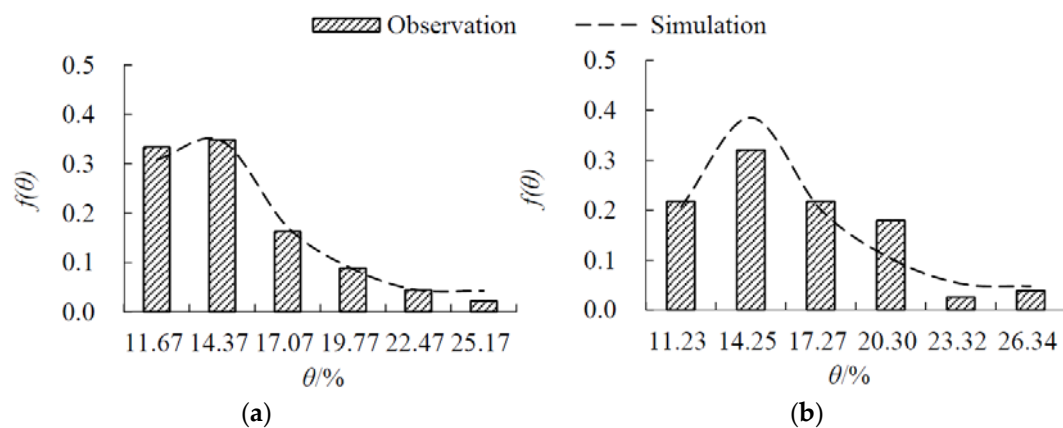 Observation Simulation
0.5
0.4
0.3
0.2
0.1
0.0
f(θ)
11.67 14.37 17.07 19.77 22.47 25.17
θ/%
(a)
0.5
0.4
0.3
0.2
0.1
0.0
f(θ)
11.23 14.25 17.27 20.30 23.32 26.34
θ/%
(b)